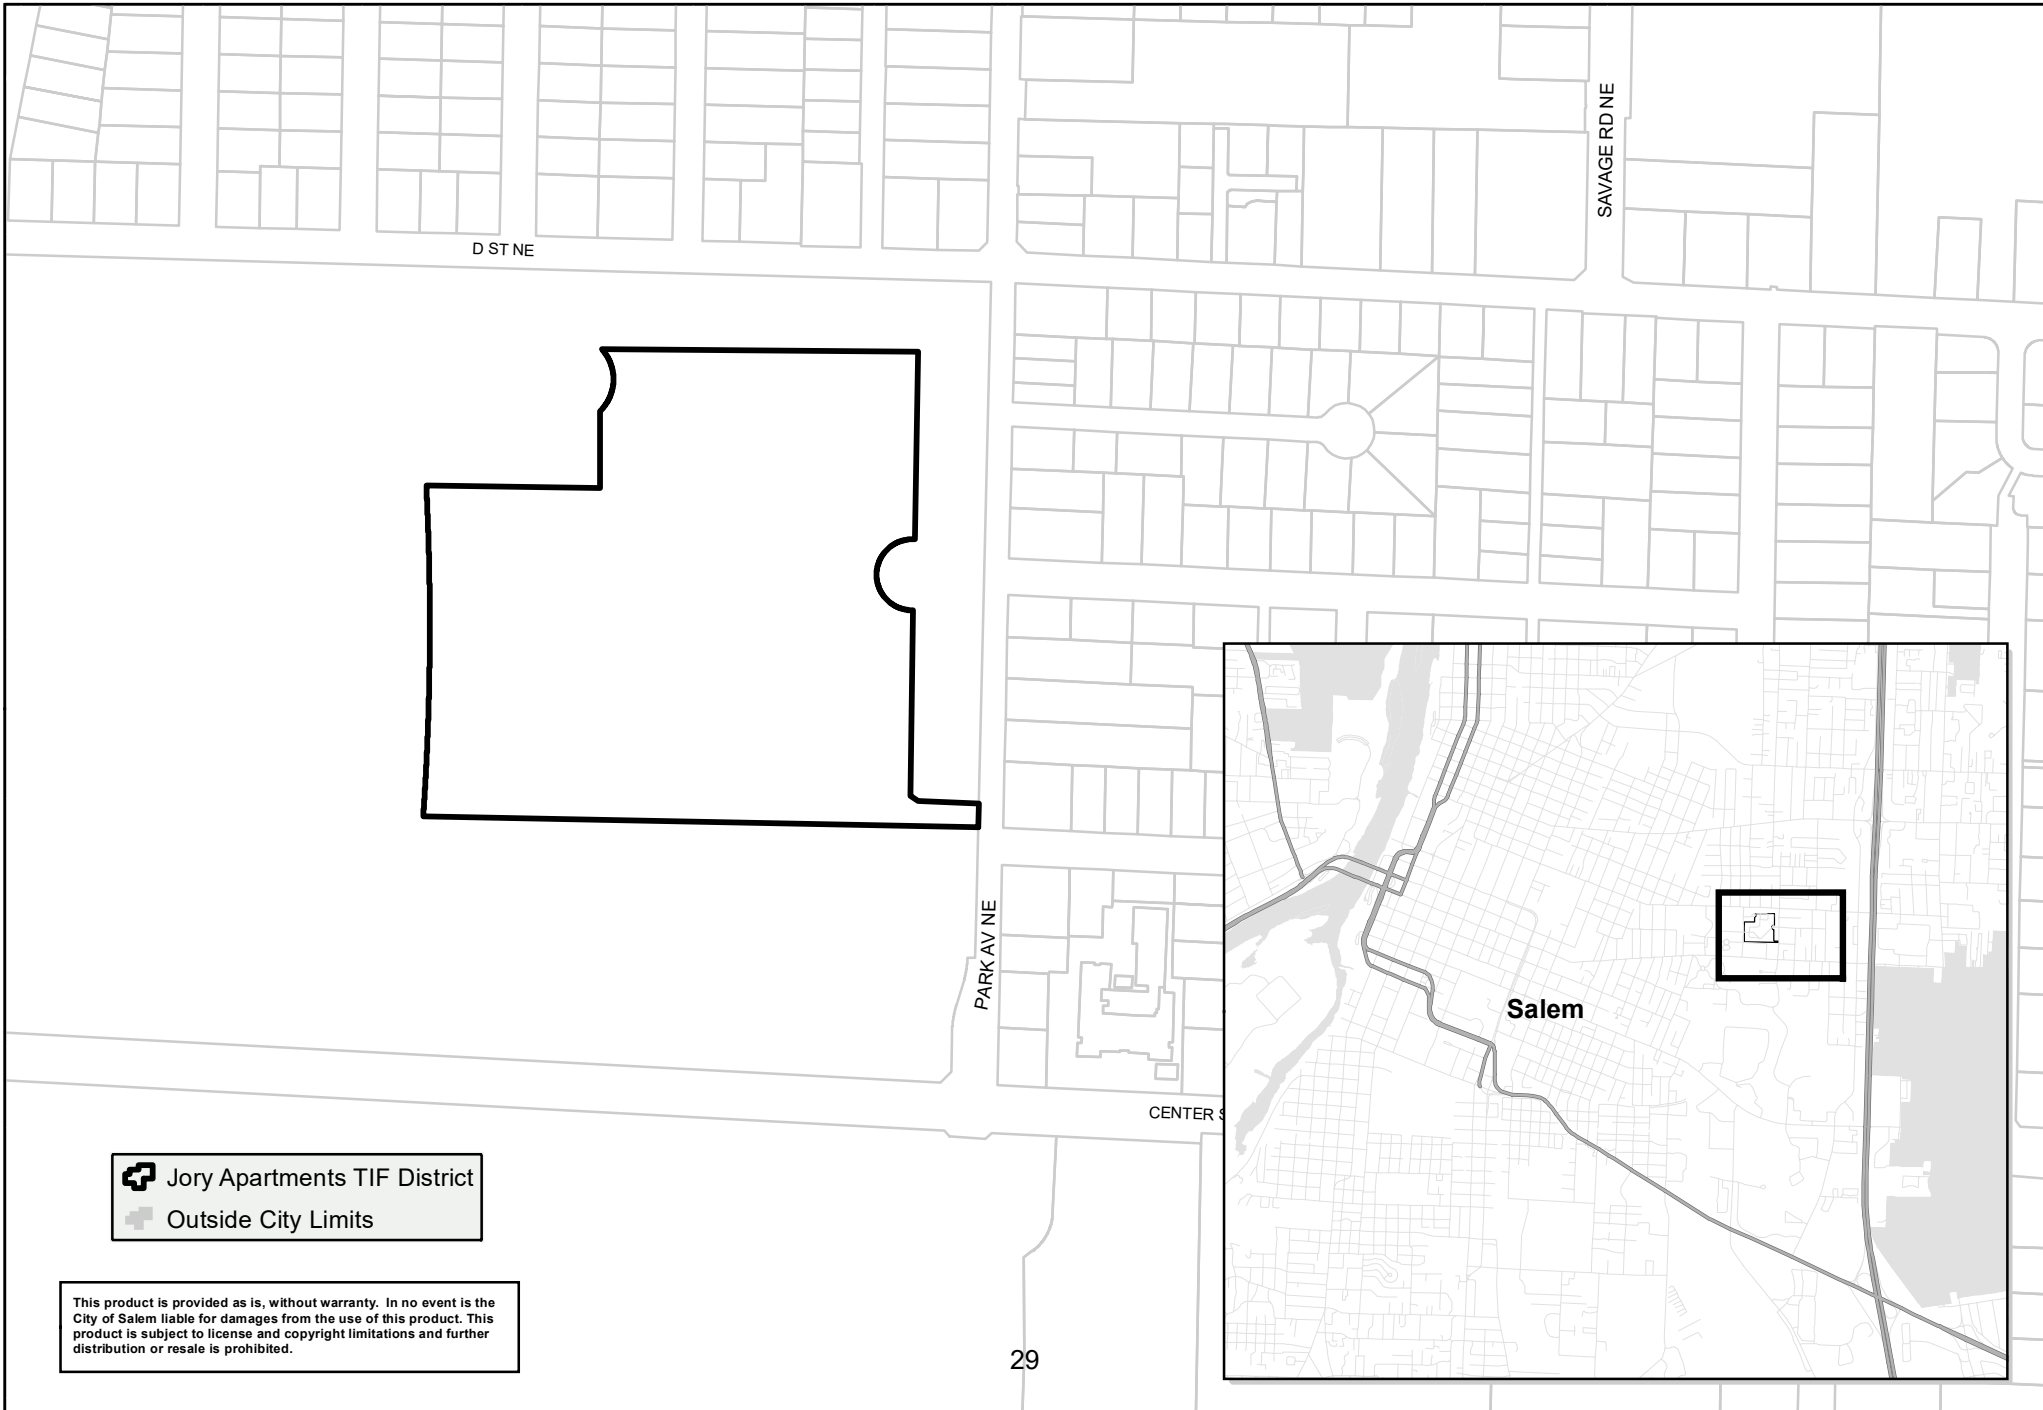 SAVAGE RD NE
D ST NE
PARK AV NE
Salem
CENTER S
Jory Apartments TIF District
Outside City Limits
This product is provided as is, without warranty. In no event is the
City of Salem liable for damages from the use of this product. This
product is subject to license and copyright limitations and further
distribution or resale is prohibited.
29